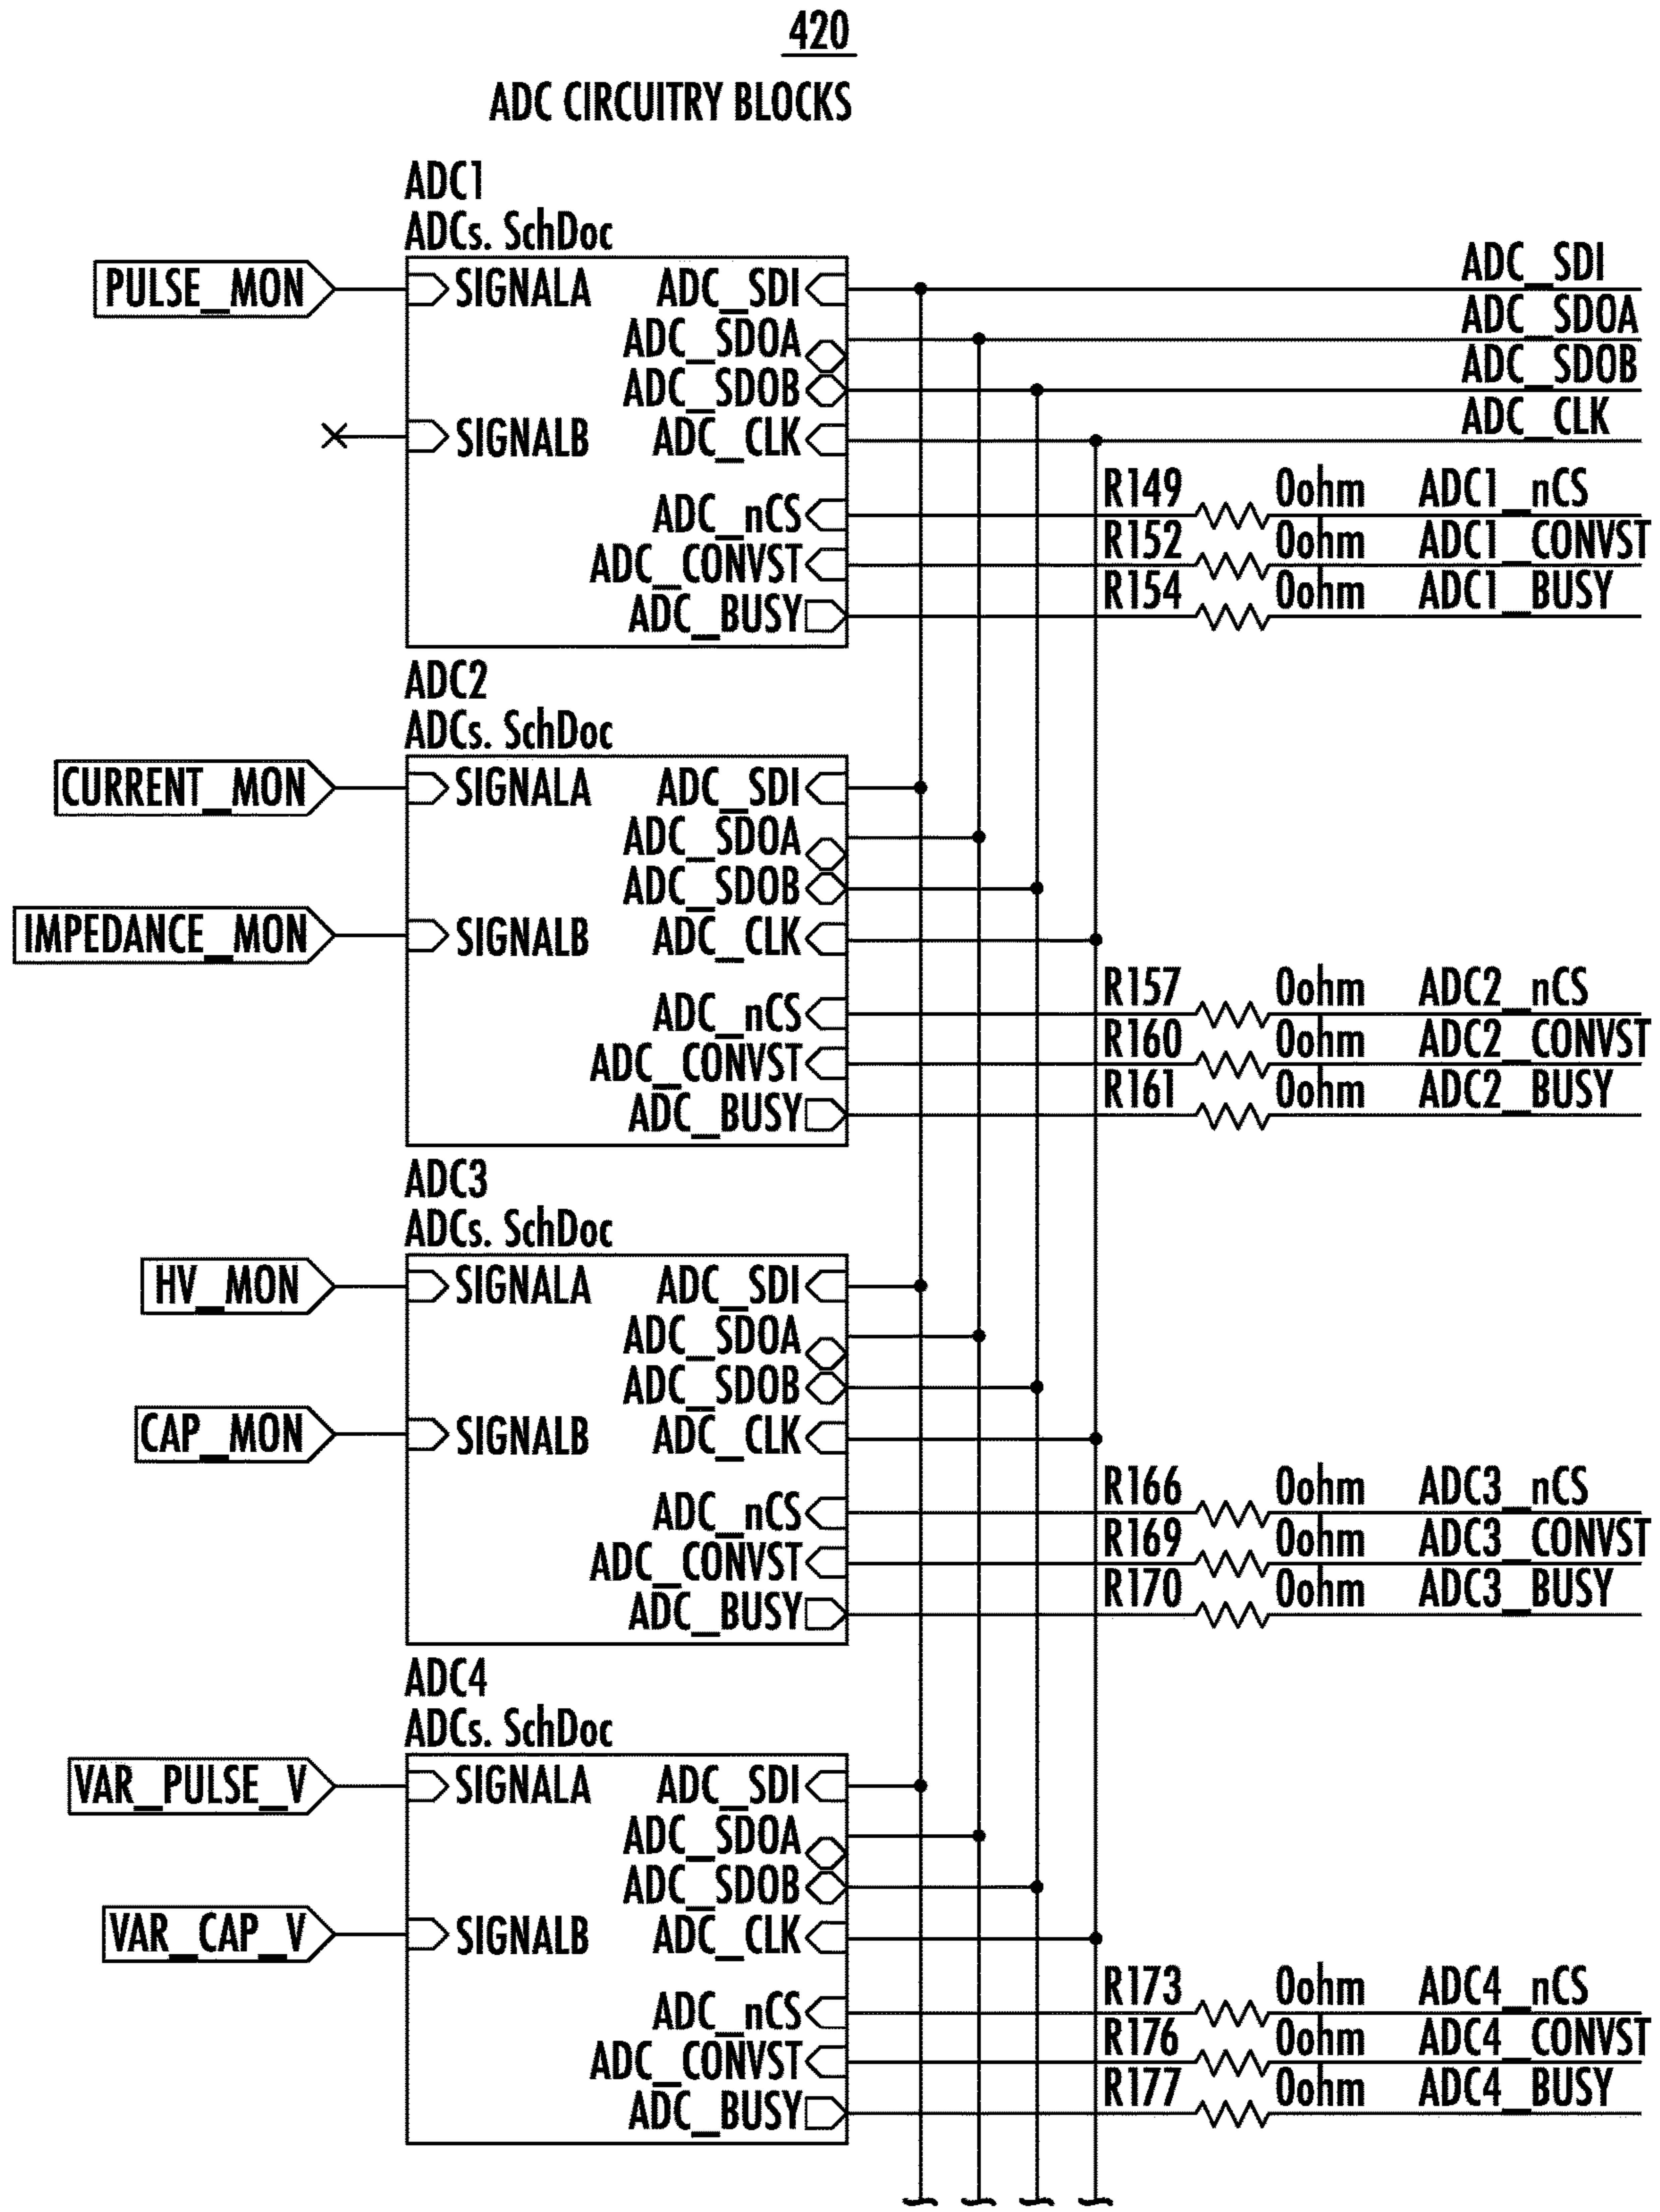 420
ADC CIRCUITRY BLOCKS
ADC1
ADCs. SchDoc
PULSE_MON
SIGNALA
ADC_SDI
ADC_SDI
ADC_SDOA
ADC_SDOA
ADC_SDOB
ADC_SDOB
SIGNALB
ADC_CLK
ADC_CLK
ADC_nCS
R149 0ohm ADC1_nCS
ADC_CONVST
R152 0ohm ADC1_CONVST
ADC_BUSY
R154 0ohm ADC1_BUSY
ADC2
ADCs. SchDoc
CURRENT_MON
SIGNALA
ADC_SDI
ADC_SDOA
ADC_SDOB
IMPEDANCE_MON
SIGNALB
ADC_CLK
ADC_nCS
R157 0ohm ADC2_nCS
ADC_CONVST
R160 0ohm ADC2_CONVST
ADC_BUSY
R161 0ohm ADC2_BUSY
ADC3
ADCs. SchDoc
HV_MON
SIGNALA
ADC_SDI
ADC_SDOA
ADC_SDOB
CAP_MON
SIGNALB
ADC_CLK
ADC_nCS
R166 0ohm ADC3_nCS
ADC_CONVST
R169 0ohm ADC3_CONVST
ADC_BUSY
R170 0ohm ADC3_BUSY
ADC4
ADCs. SchDoc
VAR_PULSE_V
SIGNALA
ADC_SDI
ADC_SDOA
ADC_SDOB
VAR_CAP_V
SIGNALB
ADC_CLK
ADC_nCS
R173 0ohm ADC4_nCS
ADC_CONVST
R176 0ohm ADC4_CONVST
ADC_BUSY
R177 0ohm ADC4_BUSY